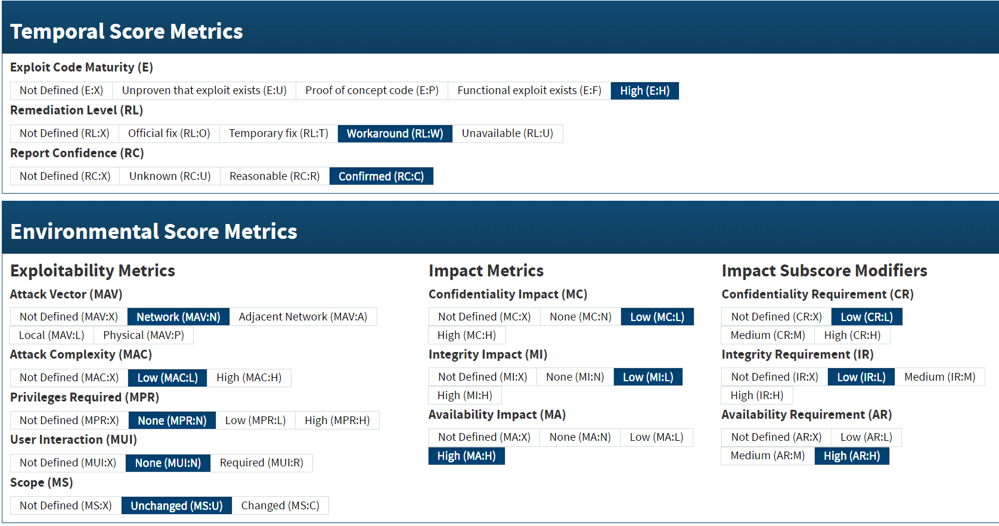 Temporal Score Metrics
Exploit Code Maturity (E)
Not Defined (E:X) Unproven that exploit exists (E:U) Proof of concept code (E:P) Functional exploit exists (E:F) High (E:H)
Remediation Level (RL)
Not Defined (RL:X) Official fix (RL:O) Temporary fix (RL:T) Workaround (RL:W) Unavailable (RL:U)
Report Confidence (RC)
Not Defined (RC:X) Unknown (RC:U) Reasonable (RC:R) Confirmed (RC:C)
Environmental Score Metrics
Exploitability Metrics
Attack Vector (MAV)
Not Defined (MAV:X) Network (MAV:N) Adjacent Network (MAV:A)
Local (MAV:L) Physical (MAV:P)
Attack Complexity (MAC)
Not Defined (MAC:X) Low (MAC:L) High (MAC:H)
Privileges Required (MPR)
Not Defined (MPR:X) None (MPR:N) Low (MPR:L) High (MPR:H)
User Interaction (MUI)
Not Defined (MUI:X) None (MUI:N) Required (MUI:R)
Scope (MS)
Not Defined (MS:X) Unchanged (MS:U) Changed (MS:C)
Impact Metrics
Confidentiality Impact (MC)
Not Defined (MC:X) None (MC:N) Low (MC:L)
High (MC:H)
Integrity Impact (MI)
Not Defined (MI:X) None (MI:N) Low (MI:L)
High (MI:H)
Availability Impact (MA)
Not Defined (MA:X) None (MA:N) Low (MA:L)
High (MA:H)
Impact Subscore Modifiers
Confidentiality Requirement (CR)
Not Defined (CR:X) Low (CR:L)
Medium (CR:M) High (CR:H)
Integrity Requirement (IR)
Not Defined (IR:X) Low (IR:L) Medium (IR:M)
High (IR:H)
Availability Requirement (AR)
Not Defined (AR:X) Low (AR:L)
Medium (AR:M) High (AR:H)